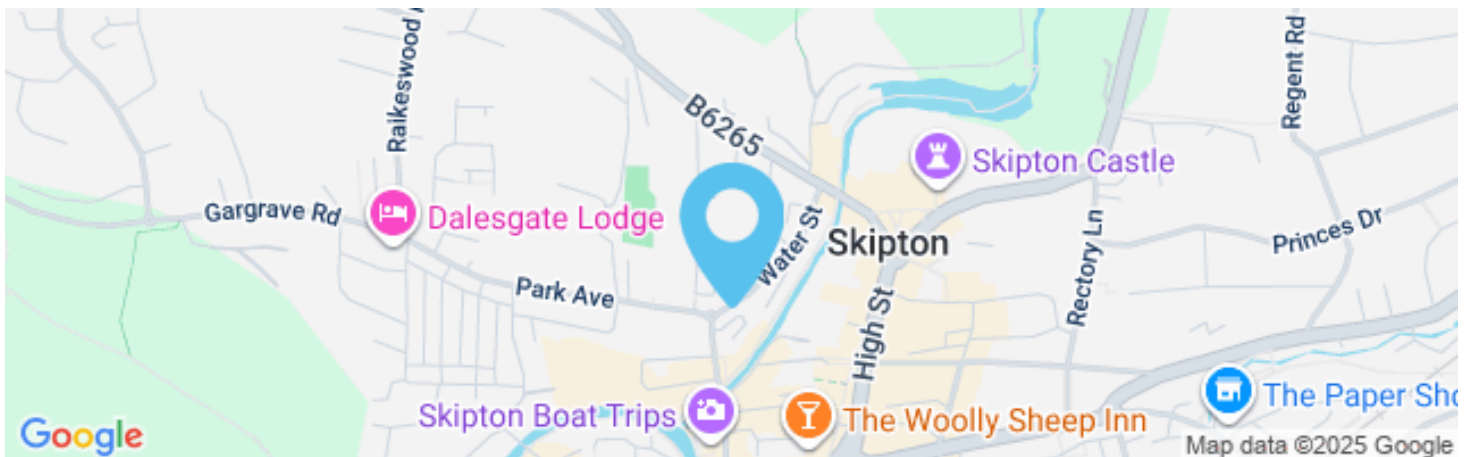 Raikeswood
B6265
Regent Rd
Skipton Castle
Gargrave Rd
Dalesgate Lodge
Water St
Skipton
Rectory Ln
Princes Dr
Park Ave
High St
Skipton Boat Trips
The Woolly Sheep Inn
The Paper Sho
Google
Map data ©2025 Google